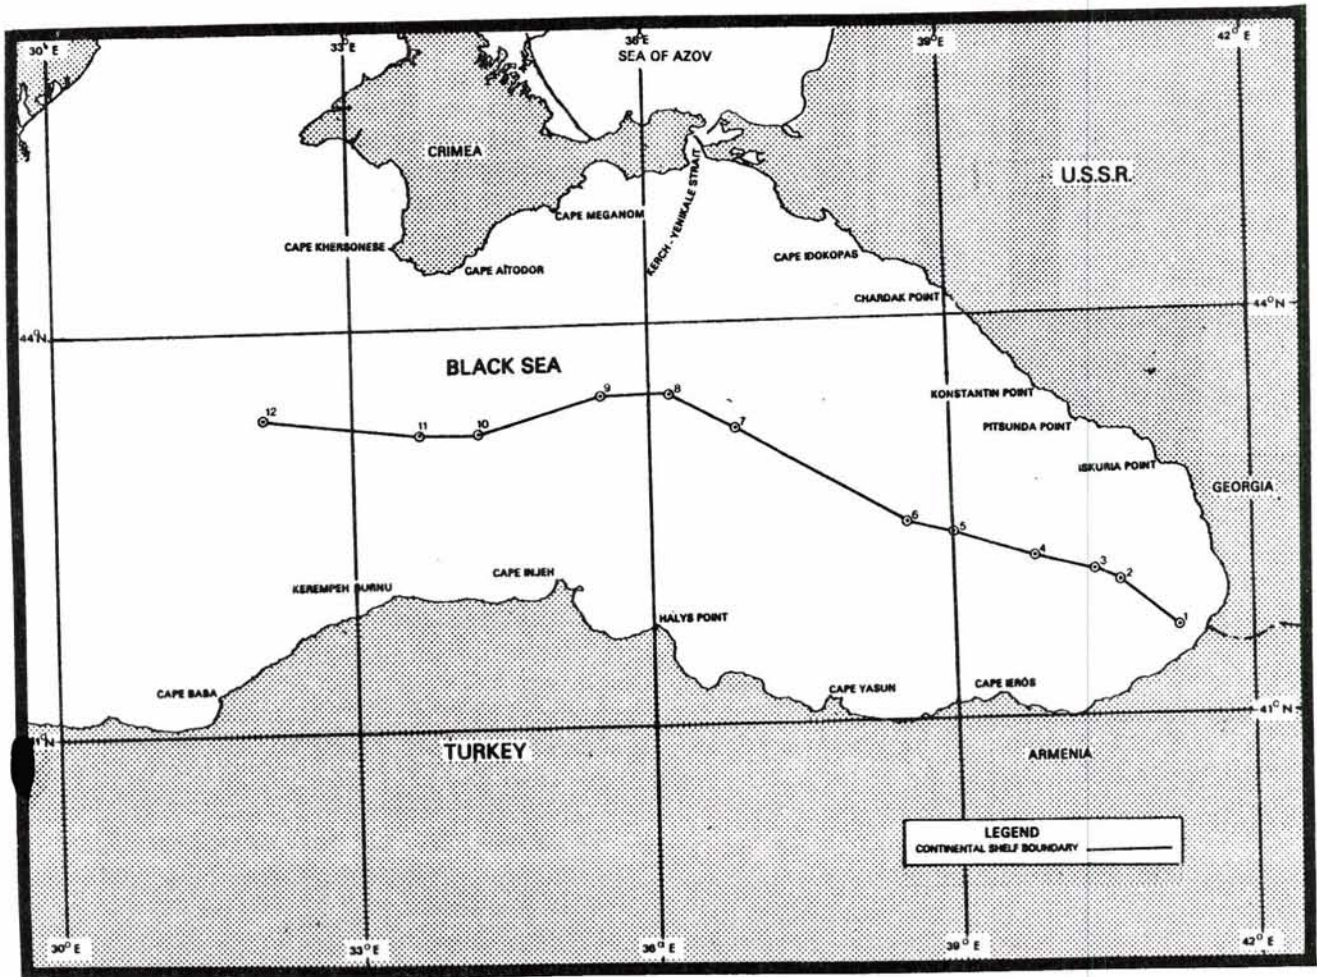 30° E
33° E
36° E
39° E
42° E
SEA OF AZOV
CRIMEA
U.S.S.R.
KERCH - YENIKALE STRAIT
CAPE MEGANOM
CAPE KHERSONESE
CAPE IDOKOPAS
CAPE AÏTODOR
CHARDAK POINT
44° N
44° N
BLACK SEA
KONSTANTIN POINT
PITSUNDA POINT
ISKURIA POINT
GEORGIA
12
11
10
9
8
7
6
5
4
3
2
1
CAPE INJEH
KEREMPEH BURNU
HALYS POINT
CAPE BABA
CAPE YASUN
CAPE IERÓS
41° N
41° N
TURKEY
ARMENIA
LEGEND
CONTINENTAL SHELF BOUNDARY
30° E
33° E
36° E
39° E
42° E